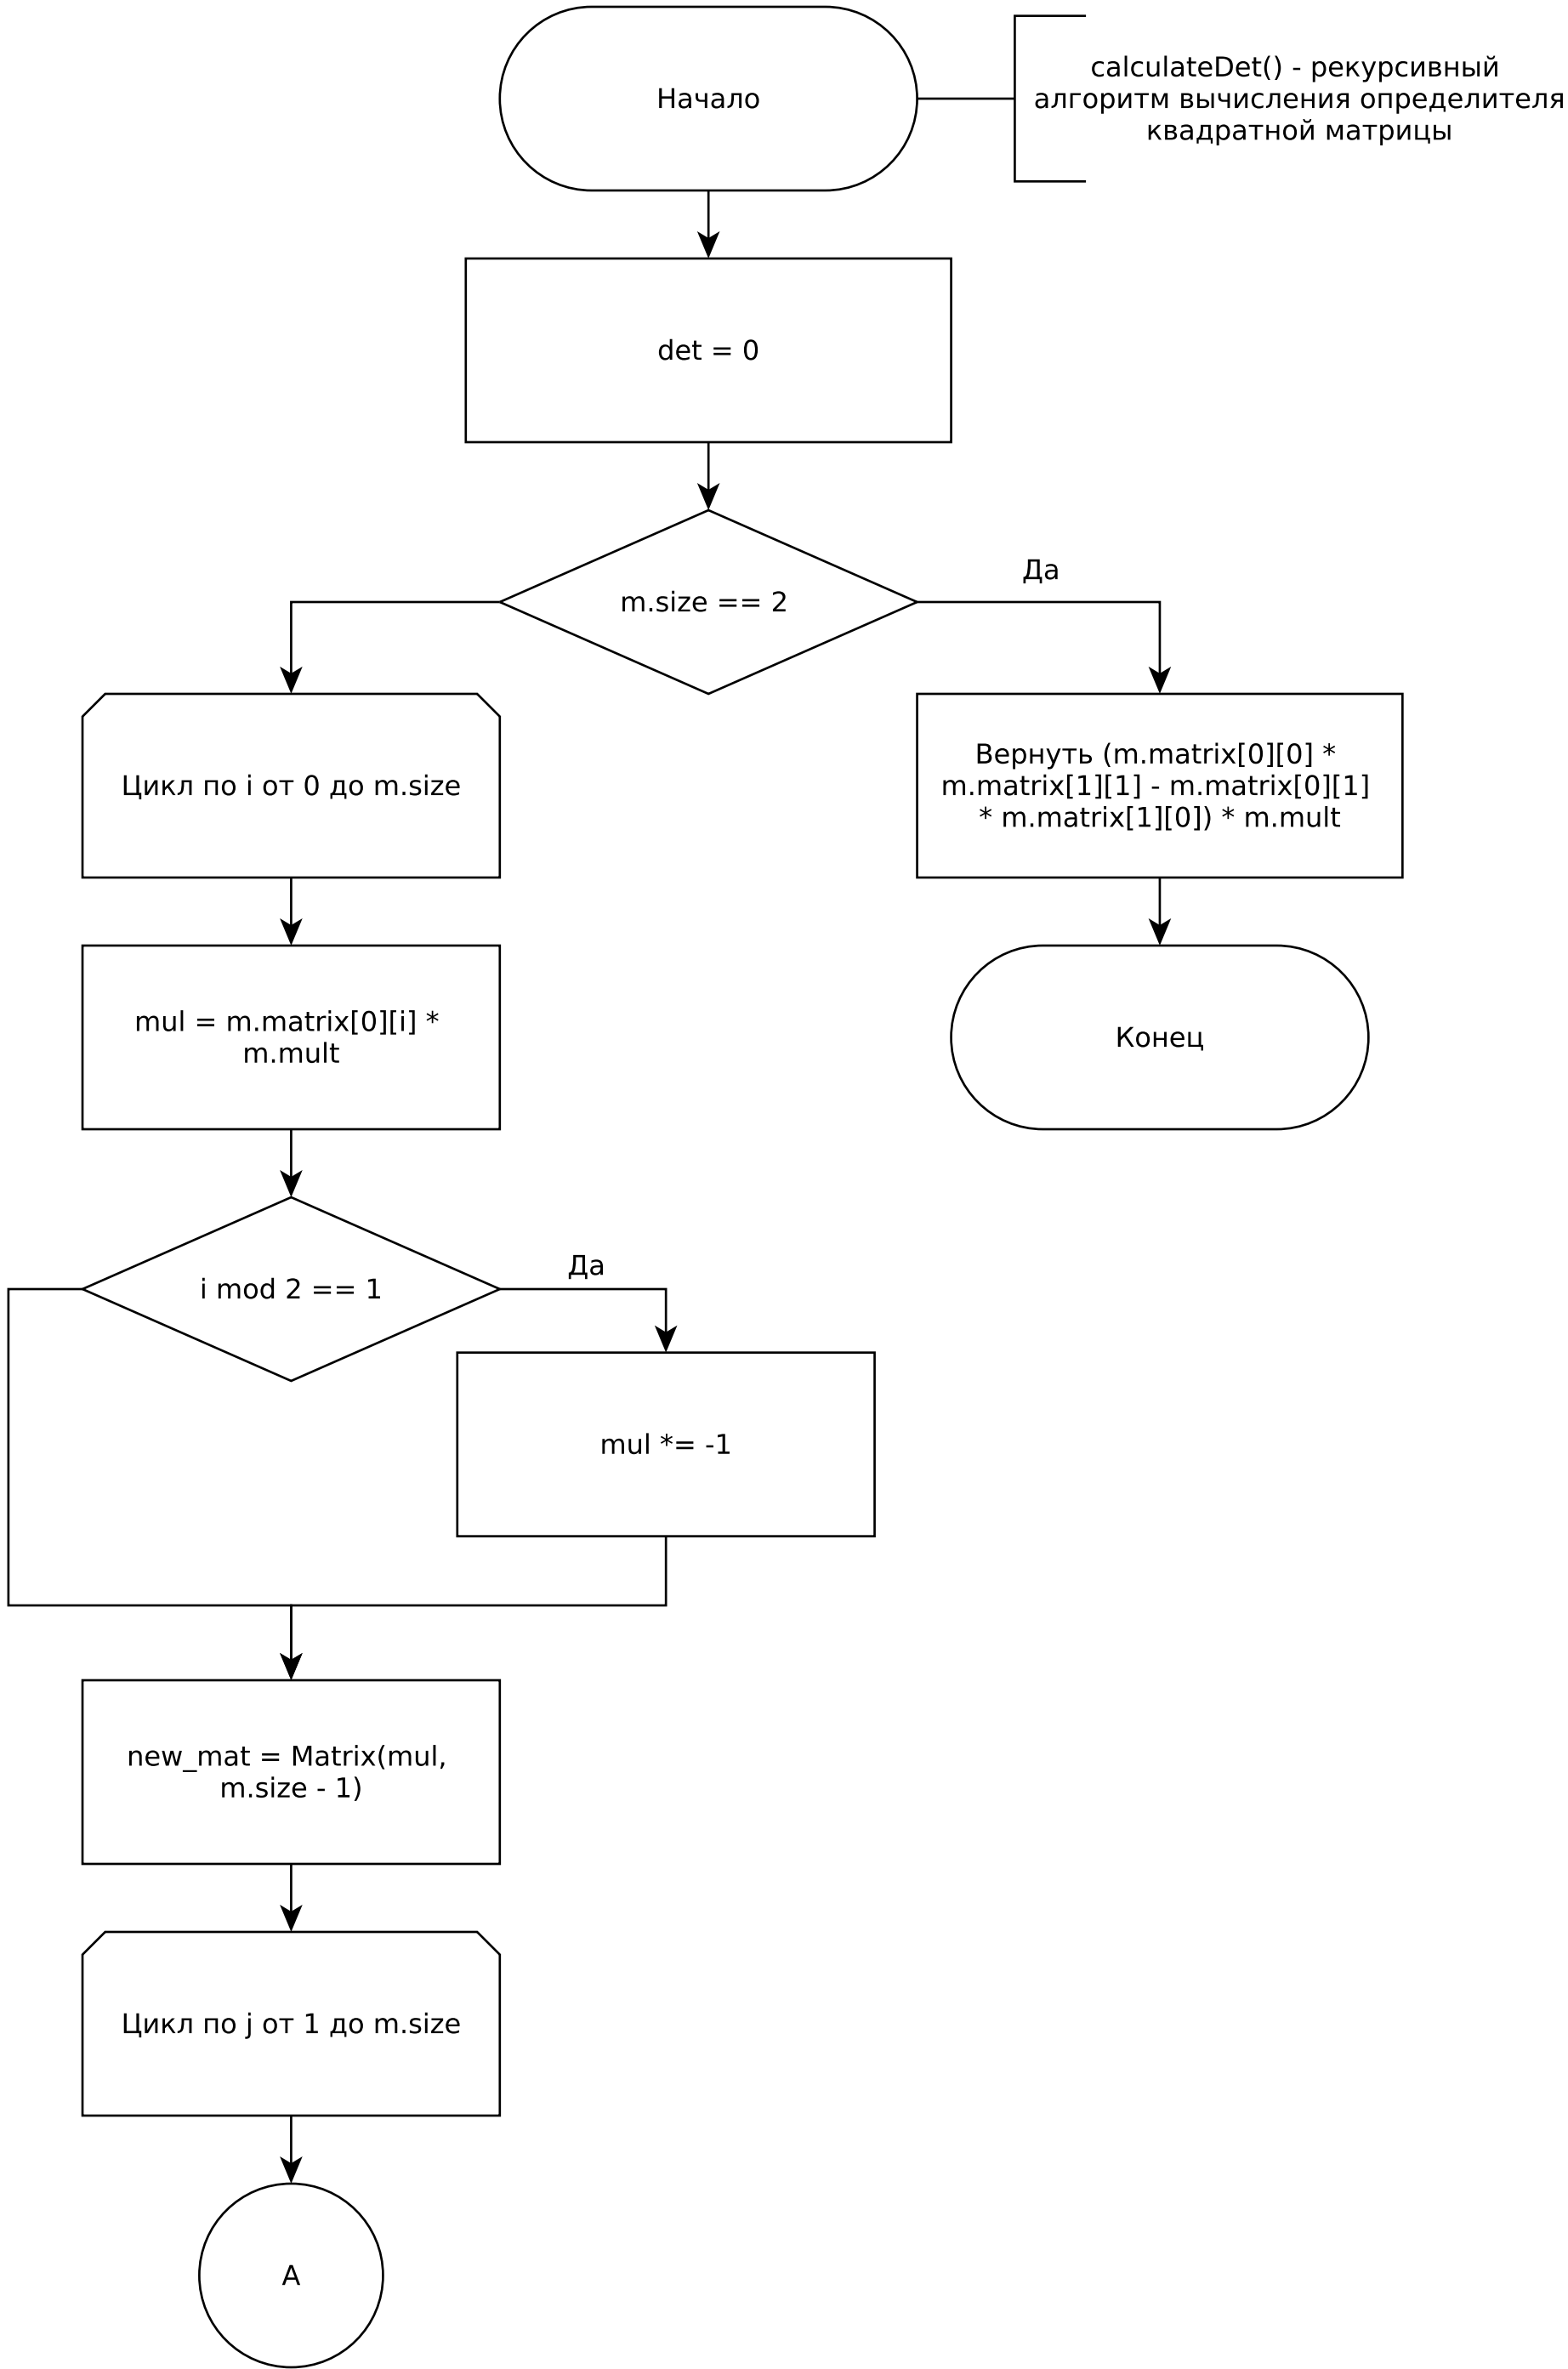 Начало
calculateDet() - рекурсивный
алгоритм вычисления определителя
квадратной матрицы
det = 0
m.size == 2
Да
Цикл по i от 0 до m.size
Вернуть (m.matrix[0][0] *
m.matrix[1][1] - m.matrix[0][1]
* m.matrix[1][0]) * m.mult
mul = m.matrix[0][i] *
m.mult
Конец
i mod 2 == 1
Да
mul *= -1
new_mat = Matrix(mul,
m.size - 1)
Цикл по j от 1 до m.size
А